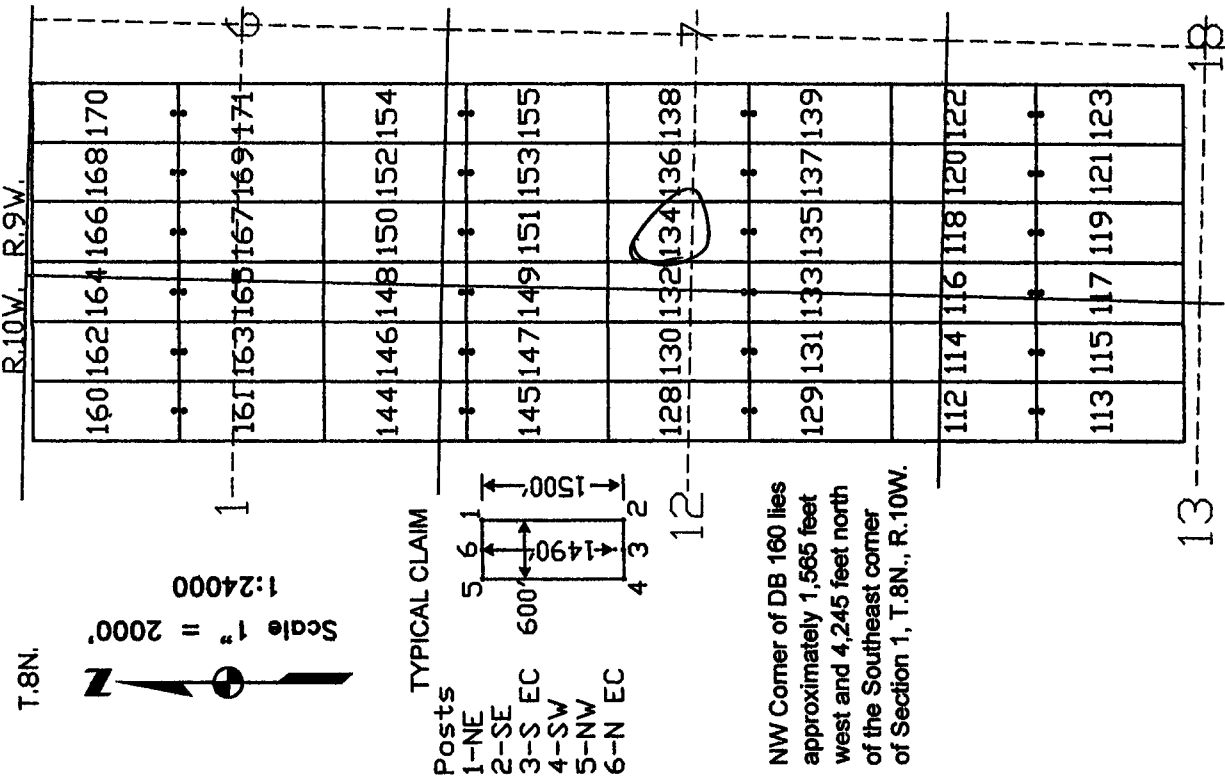 R.10W. R.9W.
160 162 164 166 168 170
161 163 165 167 169 171
144 146 148 150 152 154
145 147 149 151 153 155
128 130 132 134 136 138
129 131 133 135 137 139
112 114 116 118 120 122
113 115 117 119 121 123
6
7
18
1
12
13
T.8N.
N
Scale 1" = 2000'
1:24000
TYPICAL CLAIM
Posts
1-NE
2-SE
3-S EC
4-SW
5-NW
6-N EC
5 6 1
600'
1490'
1500'
4 3 2
NW Corner of DB 160 lies
approximately 1,565 feet
west and 4,245 feet north
of the Southeast corner
of Section 1, T.8N., R.10W.